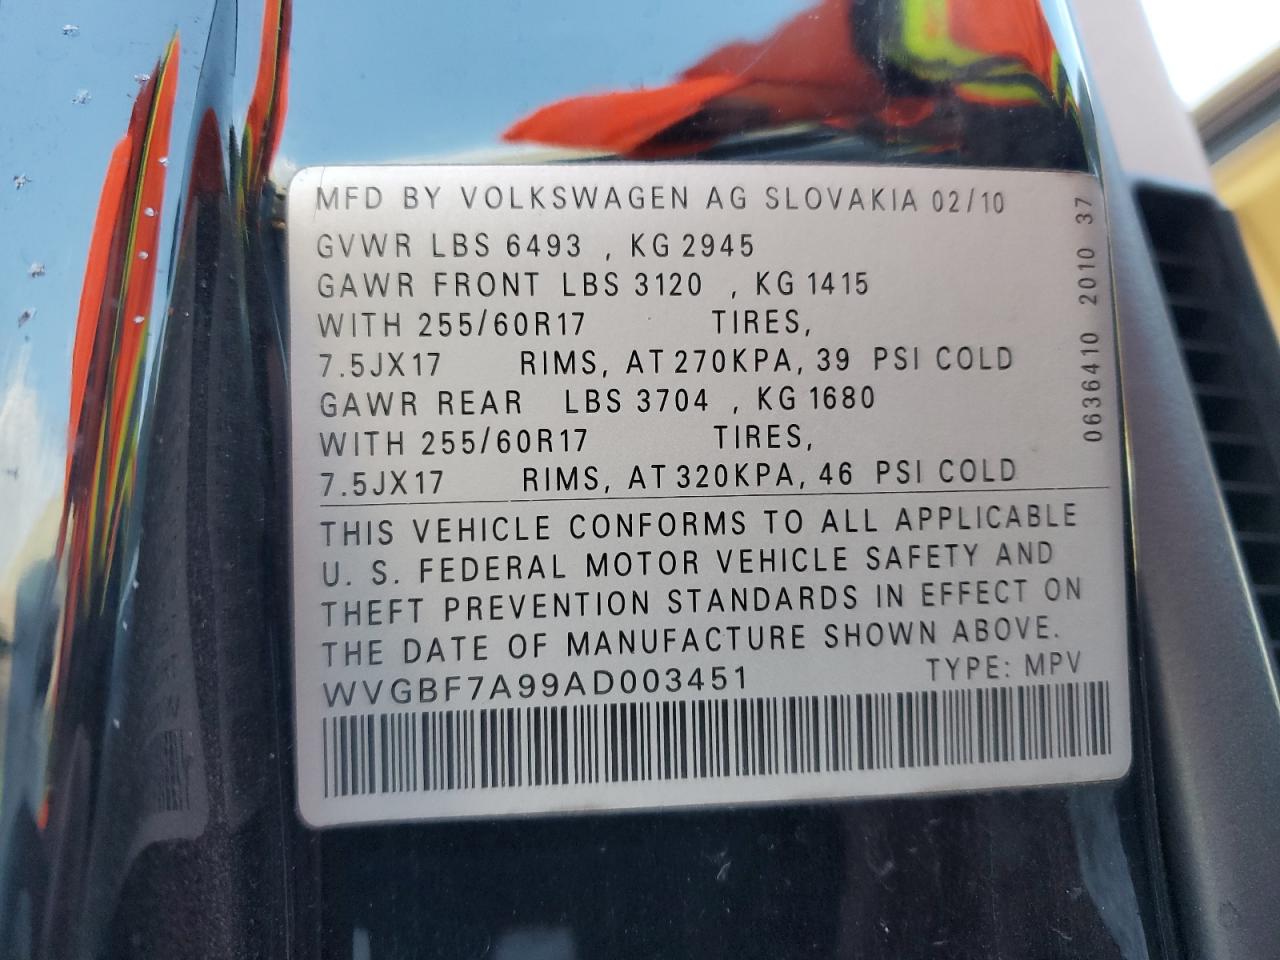 MFD BY VOLKSWAGEN AG SLOVAKIA 02/10
GVWR LBS 6493 , KG 2945
GAWR FRONT LBS 3120 , KG 1415
WITH 255/60R17 TIRES,
7.5JX17 RIMS, AT 270KPA, 39 PSI COLD
GAWR REAR LBS 3704 , KG 1680
WITH 255/60R17 TIRES,
7.5JX17 RIMS, AT 320KPA, 46 PSI COLD
THIS VEHICLE CONFORMS TO ALL APPLICABLE
U. S. FEDERAL MOTOR VEHICLE SAFETY AND
THEFT PREVENTION STANDARDS IN EFFECT ON
THE DATE OF MANUFACTURE SHOWN ABOVE.
WVGBF7A99AD003451 TYPE: MPV
0636410 2010 37